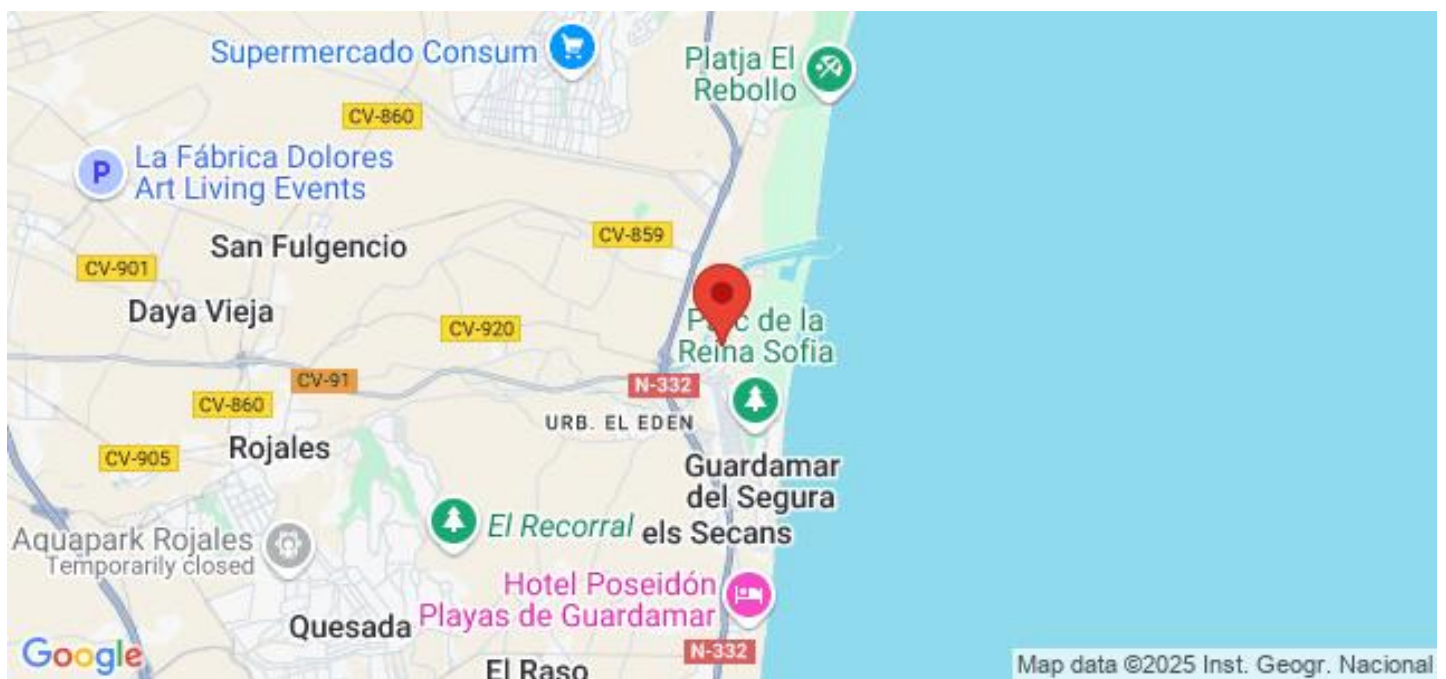 Supermercado Consum
Platja El
Rebollo
CV-860
La Fábrica Dolores
Art Living Events
P
San Fulgencio
CV-859
CV-901
Daya Vieja
CV-920
Parc de la
Reina Sofia
CV-91
N-332
CV-860
URB. EL EDEN
Rojales
CV-905
Guardamar
del Segura
El Recorral
els Secans
Aquapark Rojales
Temporarily closed
Hotel Poseidón
Playas de Guardamar
Quesada
N-332
El Raso
Google
Map data ©2025 Inst. Geogr. Nacional